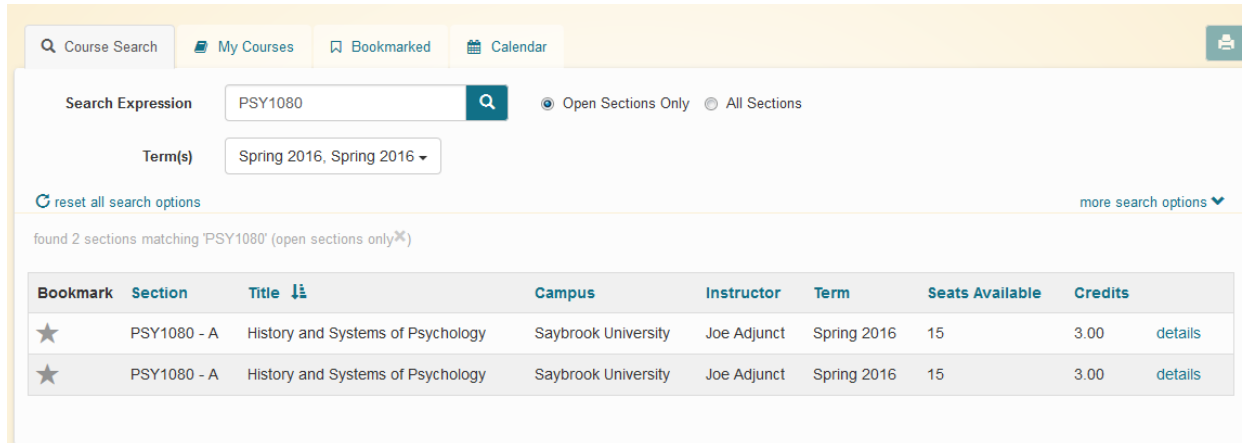 Course Search My Courses Bookmarked Calendar
Search Expression PSY1080 Open Sections Only All Sections
Term(s) Spring 2016, Spring 2016
reset all search options more search options
found 2 sections matching 'PSY1080' (open sections only✕)
Bookmark Section Title Campus Instructor Term Seats Available Credits
PSY1080 - A History and Systems of Psychology Saybrook University Joe Adjunct Spring 2016 15 3.00 details
PSY1080 - A History and Systems of Psychology Saybrook University Joe Adjunct Spring 2016 15 3.00 details